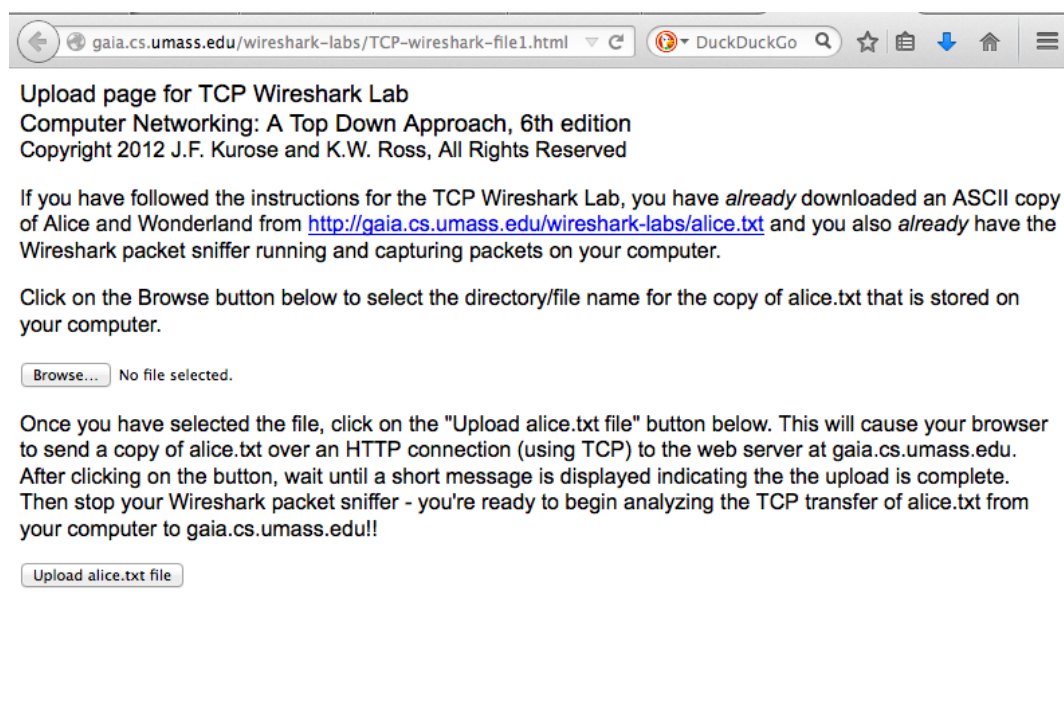 gaia.cs.umass.edu/wireshark-labs/TCP-wireshark-file1.html
DuckDuckGo
Upload page for TCP Wireshark Lab
Computer Networking: A Top Down Approach, 6th edition
Copyright 2012 J.F. Kurose and K.W. Ross, All Rights Reserved
If you have followed the instructions for the TCP Wireshark Lab, you have already downloaded an ASCII copy
of Alice and Wonderland from http://gaia.cs.umass.edu/wireshark-labs/alice.txt and you also already have the
Wireshark packet sniffer running and capturing packets on your computer.
Click on the Browse button below to select the directory/file name for the copy of alice.txt that is stored on
your computer.
Browse... No file selected.
Once you have selected the file, click on the "Upload alice.txt file" button below. This will cause your browser
to send a copy of alice.txt over an HTTP connection (using TCP) to the web server at gaia.cs.umass.edu.
After clicking on the button, wait until a short message is displayed indicating the the upload is complete.
Then stop your Wireshark packet sniffer - you're ready to begin analyzing the TCP transfer of alice.txt from
your computer to gaia.cs.umass.edu!!
Upload alice.txt file